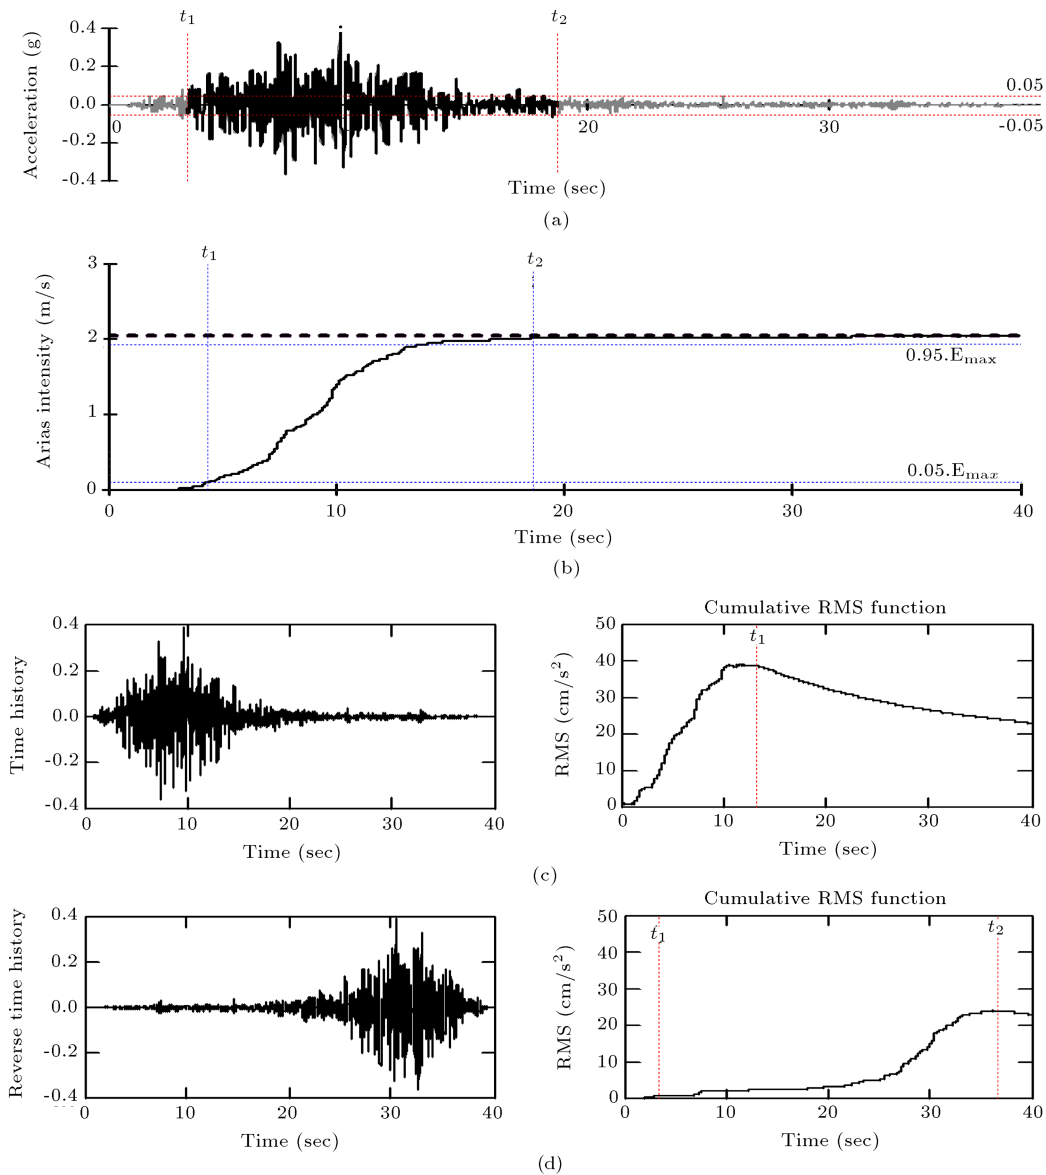 t1 t2
0.4
0.2
0.0
-0.2
-0.4
Acceleration (g)
0.05
-0.05
0 20 30
Time (sec)
(a)
t1 t2
3
2
1
0
Arias intensity (m/s)
0.95.Emax
0.05.Emax
0 10 20 30 40
Time (sec)
(b)
0.4
0.2
0.0
-0.2
-0.4
Time history
0 10 20 30 40
Time (sec)
Cumulative RMS function
t1
50
40
30
20
10
0
RMS (cm/s²)
0 10 20 30 40
Time (sec)
(c)
0.4
0.2
0.0
-0.2
-0.4
Reverse time history
0 10 20 30 40
Time (sec)
Cumulative RMS function
t1 t2
50
40
30
20
10
0
RMS (cm/s²)
0 10 20 30 40
Time (sec)
(d)